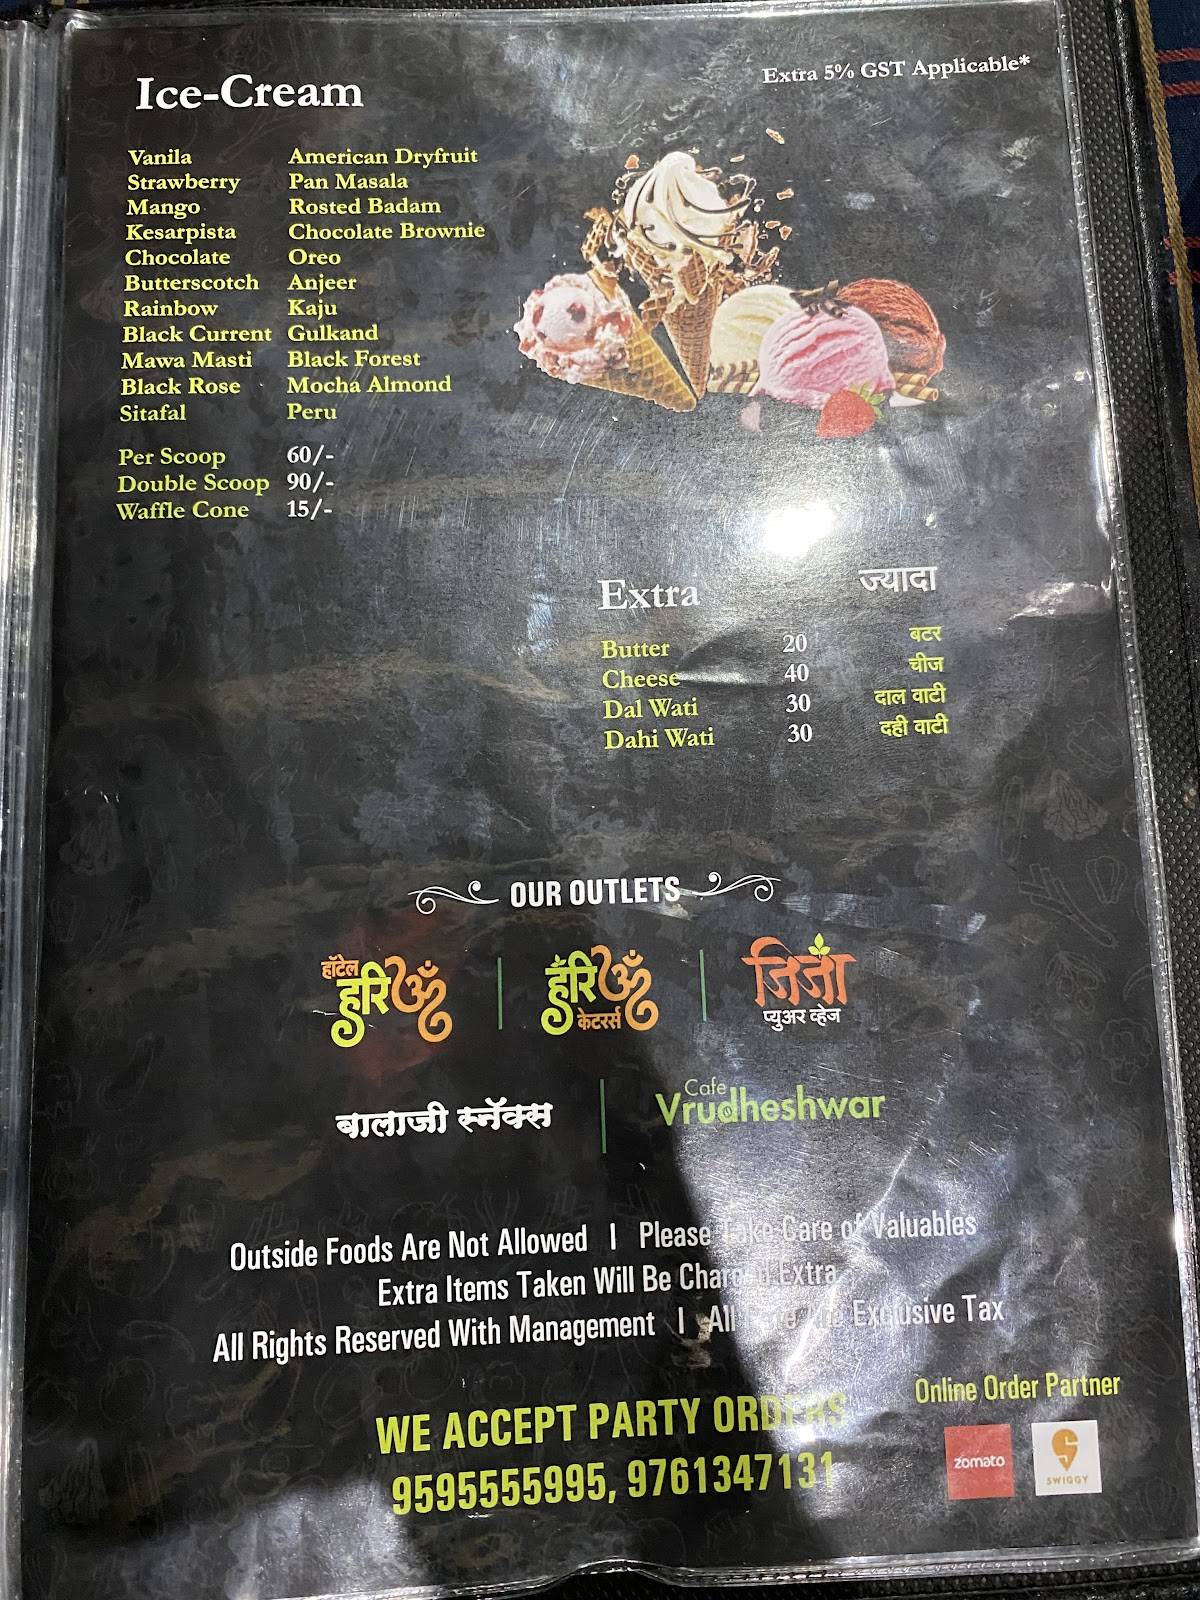 Extra 5% GST Applicable*
Ice-Cream
Vanila American Dryfruit
Strawberry Pan Masala
Mango Rosted Badam
Kesarpista Chocolate Brownie
Chocolate Oreo
Butterscotch Anjeer
Rainbow Kaju
Black Current Gulkand
Mawa Masti Black Forest
Black Rose Mocha Almond
Sitafal Peru
Per Scoop 60/-
Double Scoop 90/-
Waffle Cone 15/-
Extra ज्यादा
Butter 20 बटर
Cheese 40 चीज
Dal Wati 30 दाल वाटी
Dahi Wati 30 दही वाटी
OUR OUTLETS
हॉटेल
हरि ॐ
हरि ॐ
केटरर्स
जिजाँ
प्युअर व्हेज
बालाजी स्नॅक्स
Cafe
Vrudheshwar
Outside Foods Are Not Allowed I Please Take Care of Valuables
Extra Items Taken Will Be Charged Extra
All Rights Reserved With Management I All Exclusive Tax
Online Order Partner
WE ACCEPT PARTY ORDERS
9595555995, 9761347131
zomato
SWIGGY